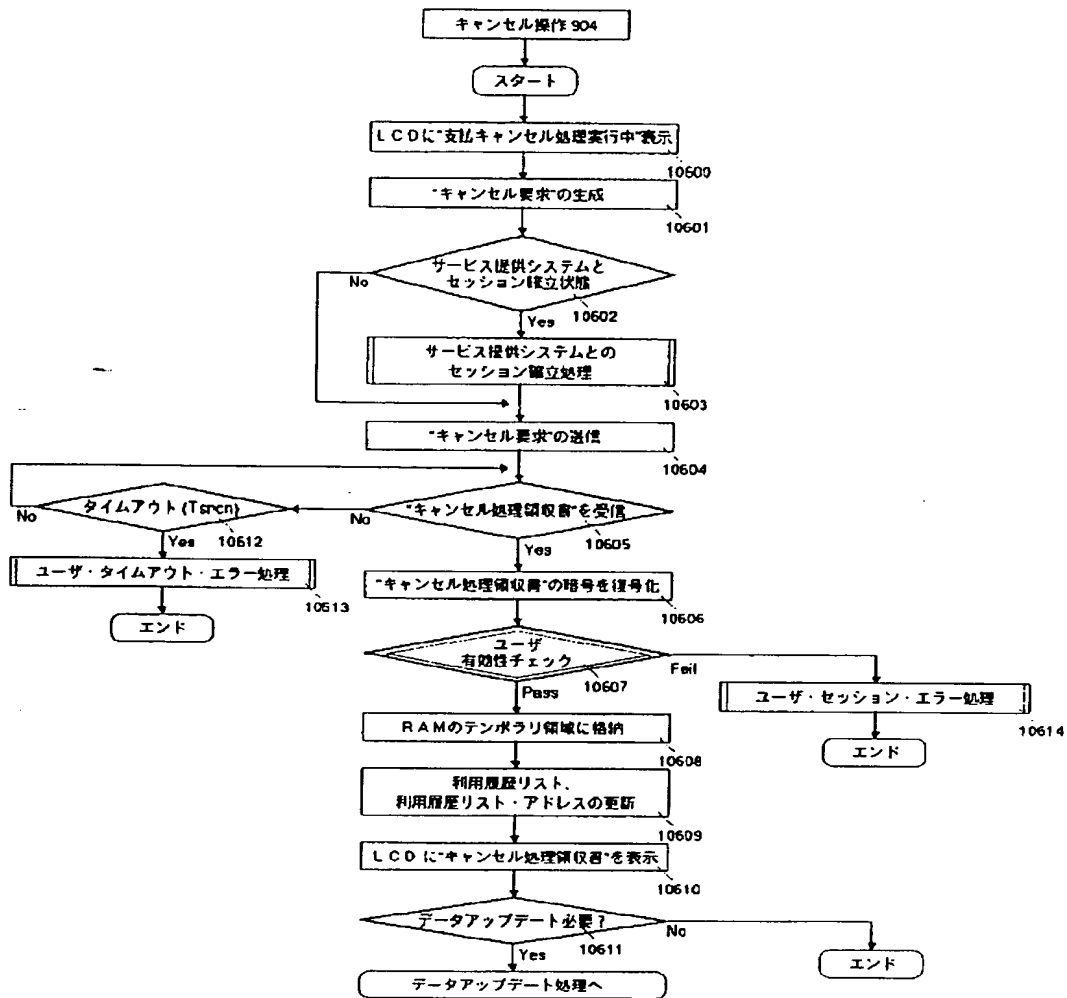 キャンセル操作 904
スタート
LCDに"支払キャンセル処理実行中"表示
10600
"キャンセル要求"の生成
10601
サービス提供システムと
セッション確立状態
10602
No
Yes
サービス提供システムとの
セッション確立処理
10603
"キャンセル要求"の送信
10604
"キャンセル処理領収書"を受信
10605
No
Yes
タイムアウト(Tsrcn)
10612
No
Yes
ユーザ・タイムアウト・エラー処理
10613
エンド
"キャンセル処理領収書"の暗号を復号化
10606
ユーザ
有効性チェック
10607
Fail
Pass
ユーザ・セッション・エラー処理
10614
エンド
RAMのテンポラリ領域に格納
10608
利用履歴リスト、
利用履歴リスト・アドレスの更新
10609
LCDに"キャンセル処理領収書"を表示
10610
データアップデート必要?
10611
No
Yes
エンド
データアップデート処理へ